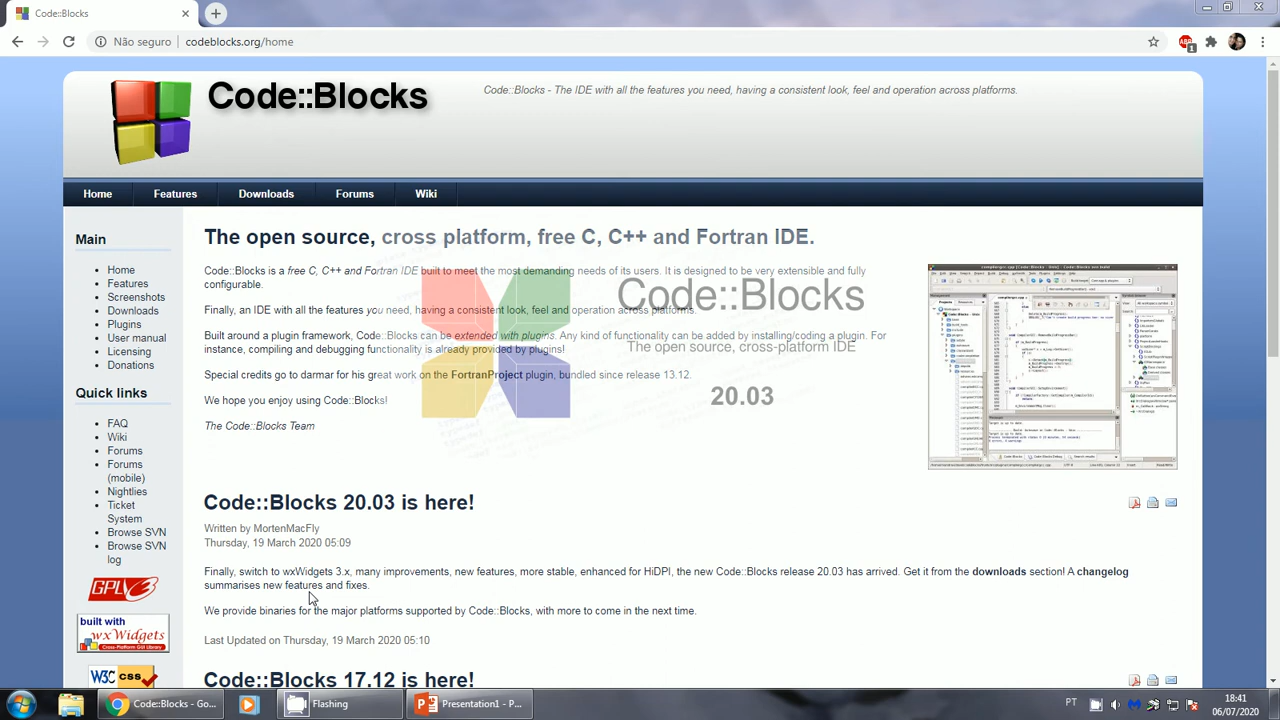 Code::Blocks
Não seguro
codeblocks.org/home
ABP
1
Code::Blocks
Code::Blocks - The IDE with all the features you need, having a consistent look, feel and operation across platforms.
Home
Features
Downloads
Forums
Wiki
Main
Home
Features
Screenshots
Downloads
Plugins
User manual
Licensing
Donations
Quick links
FAQ
Wiki
Forums
Forums
(mobile)
Nightlies
Ticket
System
Browse SVN
Browse SVN
log
GPLV3
built with
wxWidgets
Cross-Platform GUI Library
W3C css
The open source, cross platform, free C, C++ and Fortran IDE.
Code::Blocks is a free C, C++ and Fortran IDE built to meet the most demanding needs of its users. It is designed to be very extensible and fully
configurable.
Finally, an IDE with all the features you need, having a consistent look, feel and operation across platforms.
Built around a plugin framework, Code::Blocks can be extended with plugins. Any kind of functionality can be added by installing/coding a plugin. For
instance, compiling and debugging functionality is already provided by plugins!
Special credits go to darmar for his great work on the FortranProject plugin, bundled since release 13.12.
We hope you enjoy using Code::Blocks!
The Code::Blocks Team
Code::Blocks
The open source, cross-platform IDE
20.03
Code::Blocks 20.03 is here!
Written by MortenMacFly
Thursday, 19 March 2020 05:09
Finally, switch to wxWidgets 3.x, many improvements, new features, more stable, enhanced for HiDPI, the new Code::Blocks release 20.03 has arrived. Get it from the downloads section! A changelog
summarises new features and fixes.
We provide binaries for the major platforms supported by Code::Blocks, with more to come in the next time.
Last Updated on Thursday, 19 March 2020 05:10
Code::Blocks 17.12 is here!
Code::Blocks - Go...
Flashing
Presentation1 - P...
PT
18:41
06/07/2020